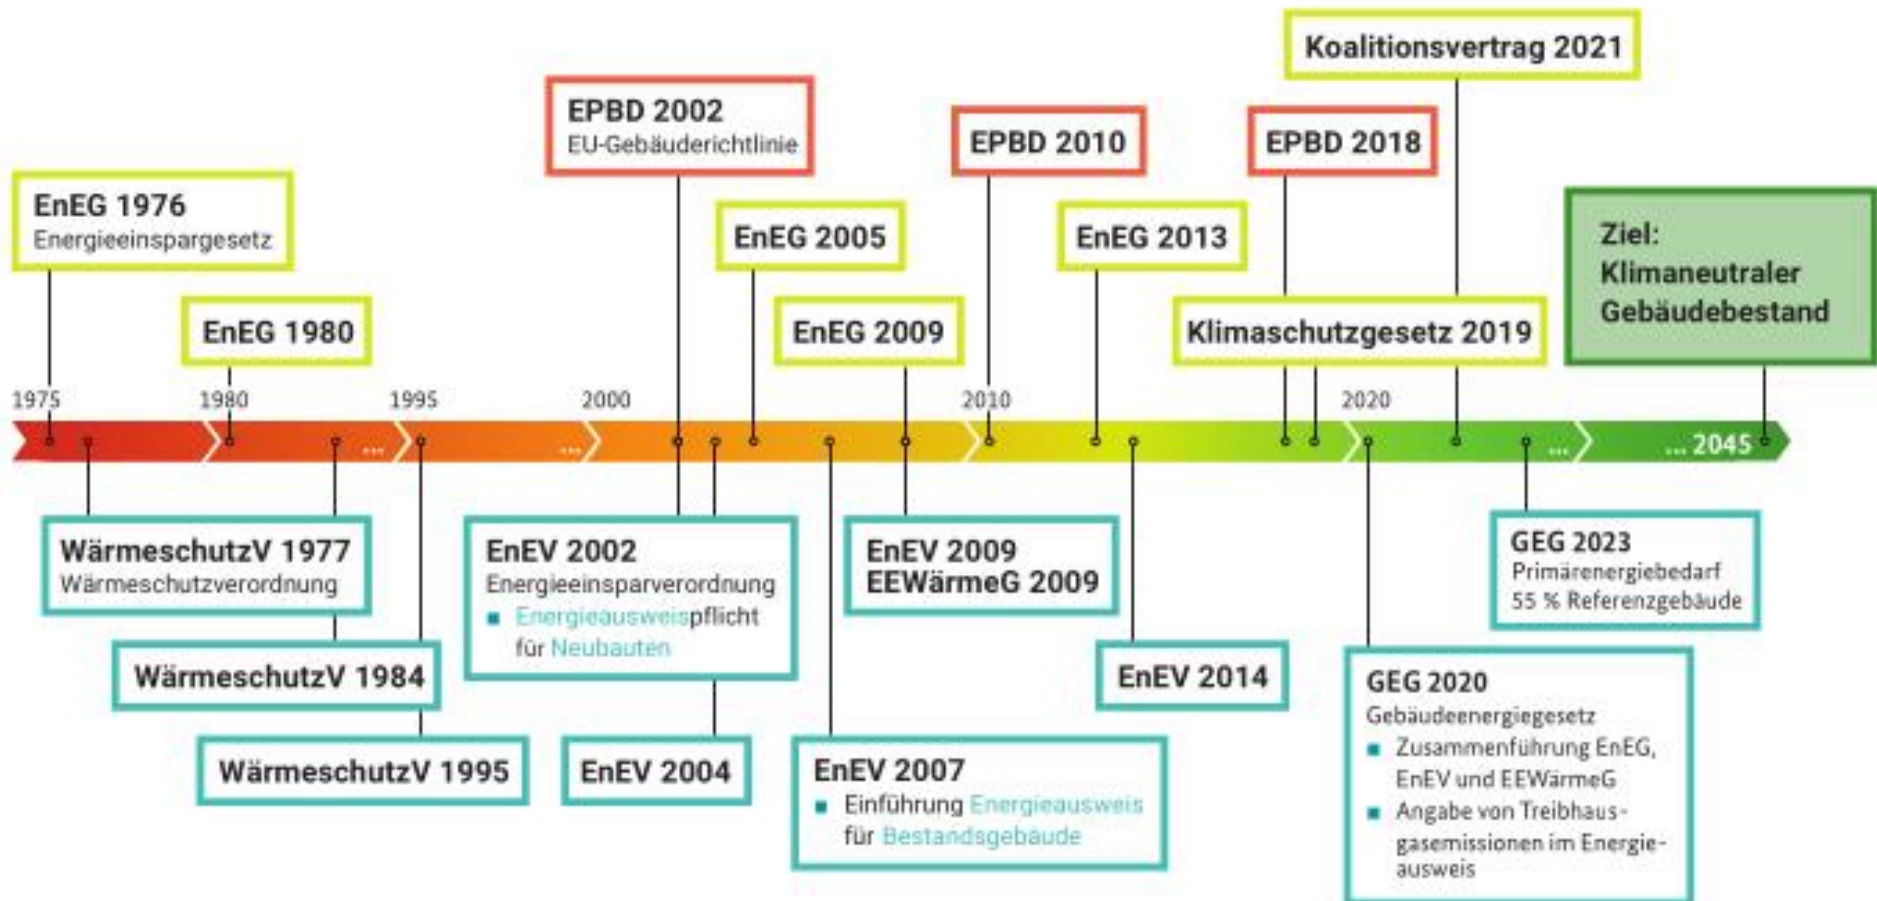 Koalitionsvertrag 2021
EPBD 2002
EU-Gebäuderichtlinie
EPBD 2010
EPBD 2018
EnEG 1976
Energieeinspargesetz
EnEG 2005
EnEG 2013
Ziel:
Klimaneutraler
Gebäudebestand
EnEG 1980
EnEG 2009
Klimaschutzgesetz 2019
1975
1980
1995
2000
2010
2020
...
...
...
... 2045
WärmeschutzV 1977
Wärmeschutzverordnung
EnEV 2002
Energieeinsparverordnung
■ Energieausweispflicht
für Neubauten
EnEV 2009
EEWärmeG 2009
GEG 2023
Primärenergiebedarf
55 % Referenzgebäude
WärmeschutzV 1984
EnEV 2014
GEG 2020
Gebäudeenergiegesetz
■ Zusammenführung EnEG,
EnEV und EEWärmeG
■ Angabe von Treibhaus-
gasemissionen im Energie-
ausweis
WärmeschutzV 1995
EnEV 2004
EnEV 2007
■ Einführung Energieausweis
für Bestandsgebäude